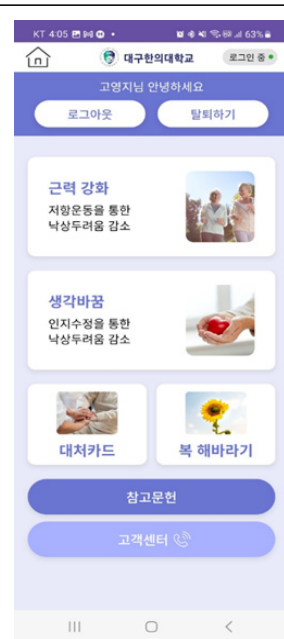 KT 4:05
63%
대구한의대학교
로그인 중
고영지님 안녕하세요
로그아웃
탈퇴하기
근력 강화
저항운동을 통한
낙상두려움 감소
생각바꿈
인지수정을 통한
낙상두려움 감소
대처카드
복 해바라기
참고문헌
고객센터